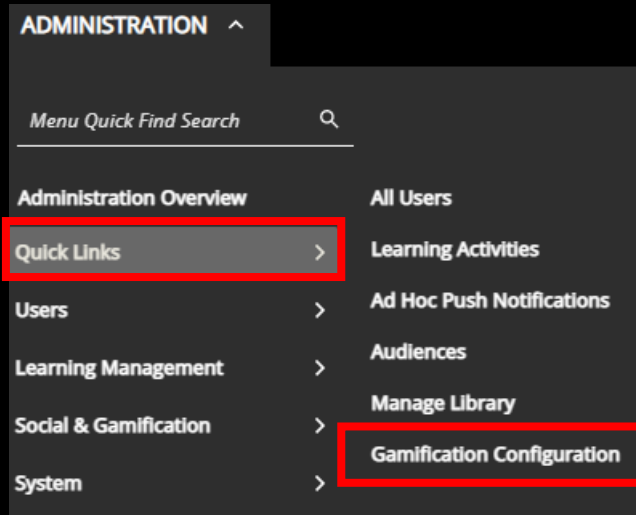 ADMINISTRATION
Menu Quick Find Search
Administration Overview
Quick Links
Users
Learning Management
Social & Gamification
System
All Users
Learning Activities
Ad Hoc Push Notifications
Audiences
Manage Library
Gamification Configuration